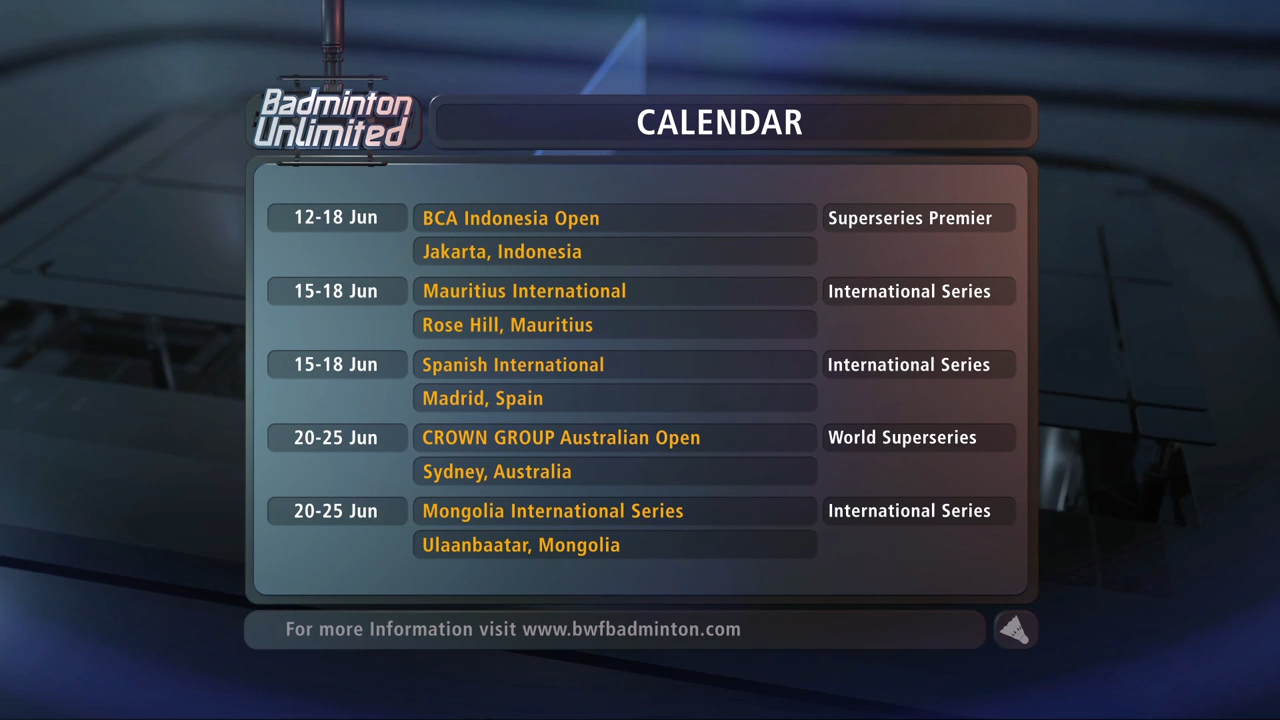 Badminton
Unlimited
CALENDAR
12-18 Jun BCA Indonesia Open Superseries Premier
Jakarta, Indonesia
15-18 Jun Mauritius International International Series
Rose Hill, Mauritius
15-18 Jun Spanish International International Series
Madrid, Spain
20-25 Jun CROWN GROUP Australian Open World Superseries
Sydney, Australia
20-25 Jun Mongolia International Series International Series
Ulaanbaatar, Mongolia
For more Information visit www.bwfbadminton.com